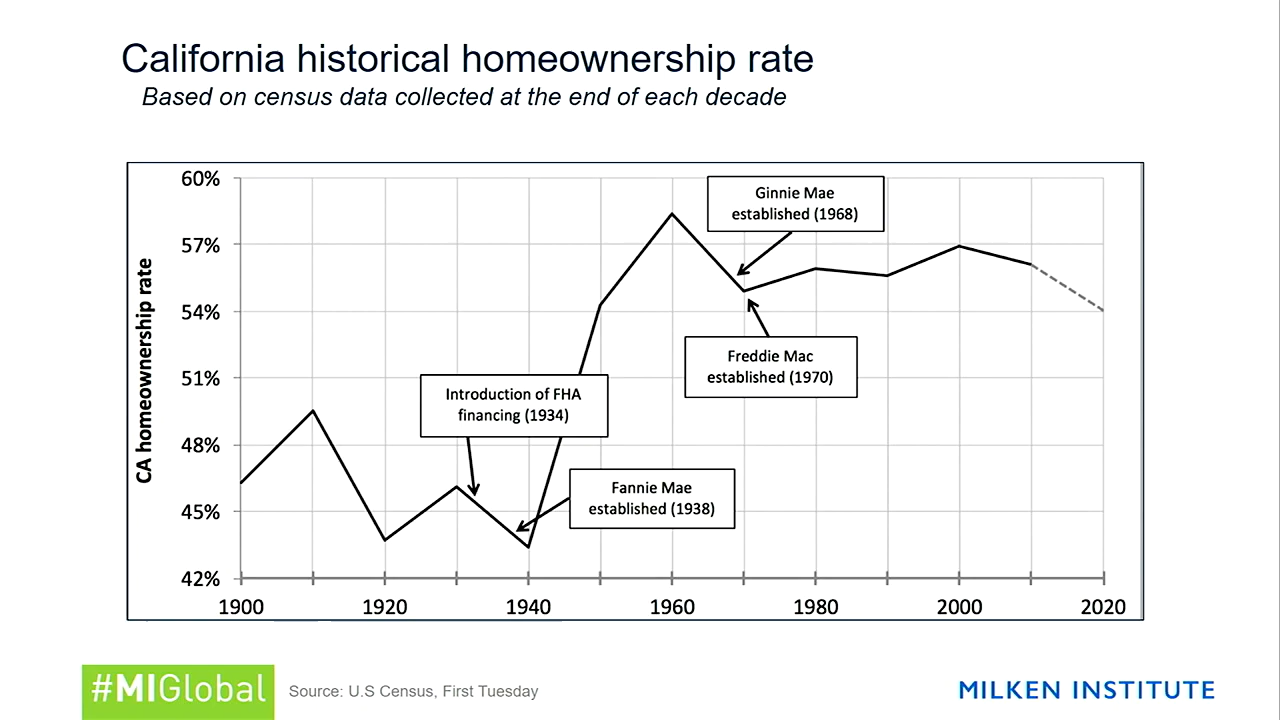 California historical homeownership rate
Based on census data collected at the end of each decade
60%
57%
54%
51%
48%
45%
42%
CA homeownership rate
Ginnie Mae
established (1968)
Freddie Mac
established (1970)
Introduction of FHA
financing (1934)
Fannie Mae
established (1938)
1900
1920
1940
1960
1980
2000
2020
#MIGlobal
Source: U.S Census, First Tuesday
MILKEN INSTITUTE